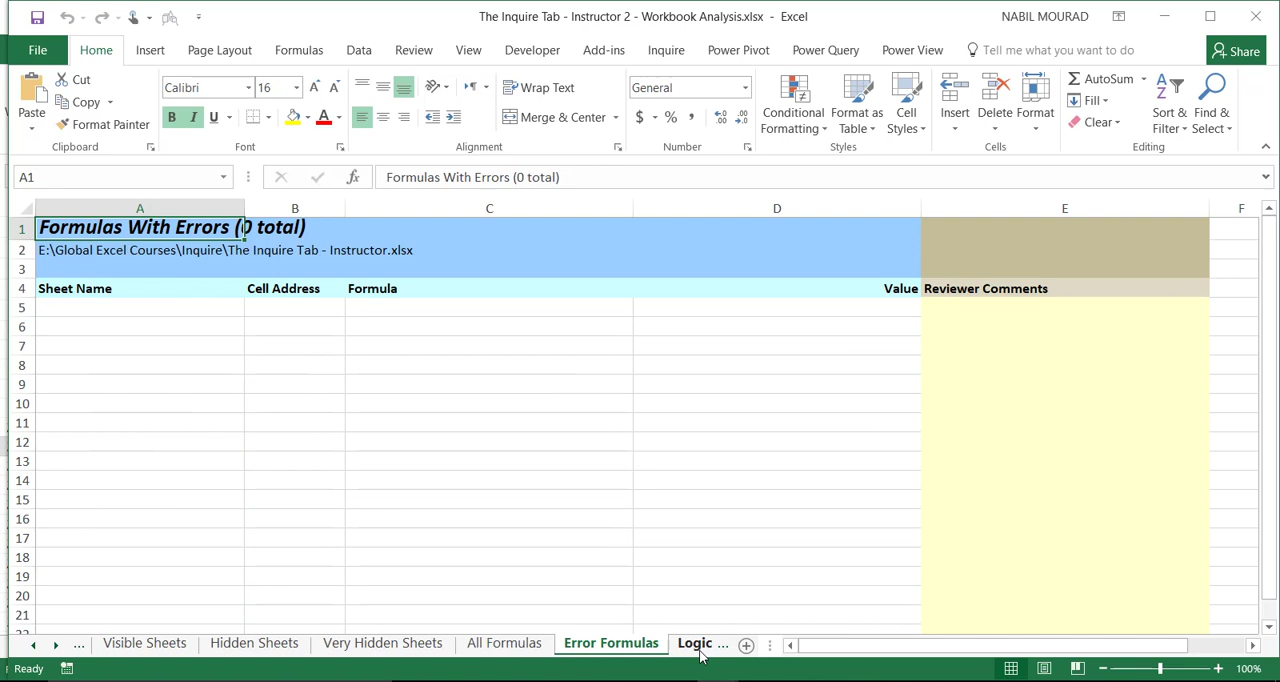 The Inquire Tab - Instructor 2 - Workbook Analysis.xlsx - Excel
NABIL MOURAD
File Home Insert Page Layout Formulas Data Review View Developer Add-ins Inquire Power Pivot Power Query Power View Tell me what you want to do Share
Paste
Cut
Copy
Format Painter
Clipboard
Calibri 16
B I U
Font
Wrap Text
Merge & Center
Alignment
General
$ % ,
Number
Conditional Formatting
Format as Table
Cell Styles
Styles
Insert Delete Format
Cells
AutoSum
Fill
Clear
Sort & Filter
Find & Select
Editing
A1 fx Formulas With Errors (0 total)
A B C D E F
1 Formulas With Errors (0 total)
2 E:\Global Excel Courses\Inquire\The Inquire Tab - Instructor.xlsx
3
4 Sheet Name Cell Address Formula Value Reviewer Comments
5
6
7
8
9
10
11
12
13
14
15
16
17
18
19
20
21
... Visible Sheets Hidden Sheets Very Hidden Sheets All Formulas Error Formulas Logic ...
Ready 100%